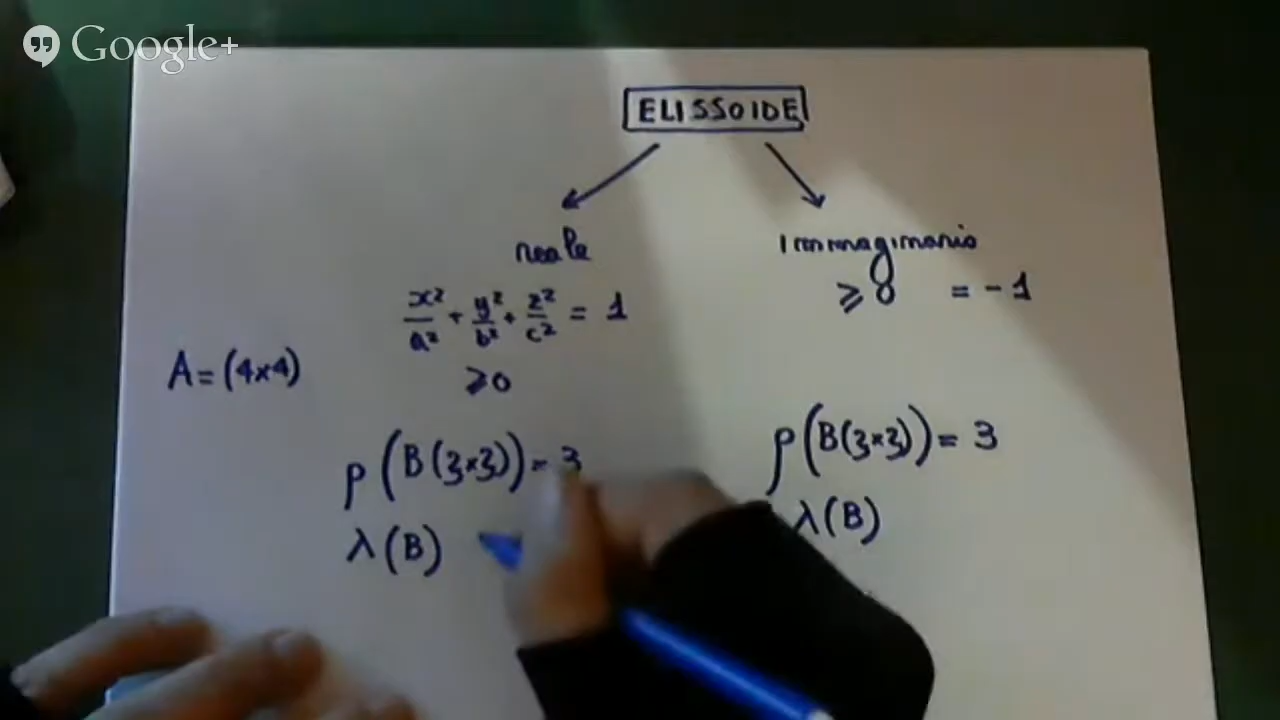 Google+
ELISSOIDE
reale
Immaginario
x²/a² + y²/b² + z²/c² = 1
≥ 0 = -1
A = (4×4)
≥0
ρ(B(3×3)) = 3
ρ(B(3×3)) = 3
λ(B)
λ(B)